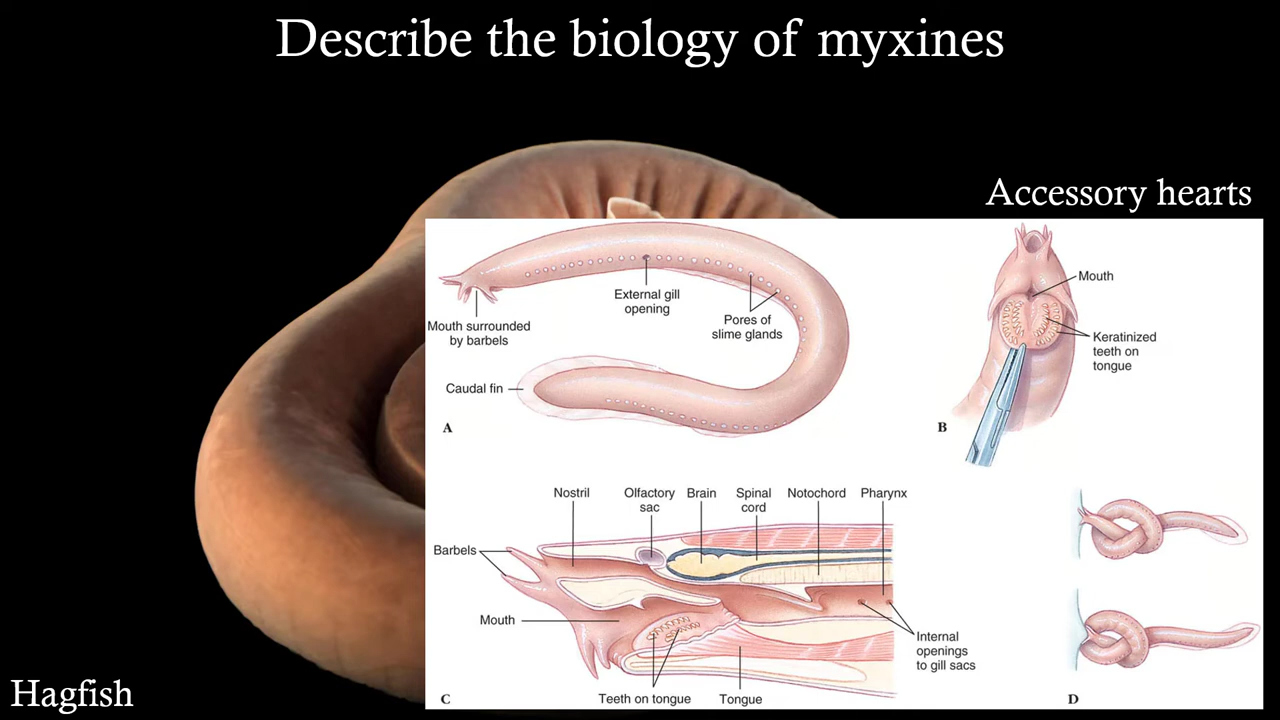 Describe the biology of myxines
Accessory hearts
External gill
opening
Pores of
slime glands
Mouth surrounded
by barbels
Caudal fin
A
Mouth
Keratinized
teeth on
tongue
B
Nostril
Olfactory
sac
Brain
Spinal
cord
Notochord
Pharynx
Barbels
Mouth
Internal
openings
to gill sacs
Teeth on tongue
Tongue
C
D
Hagfish